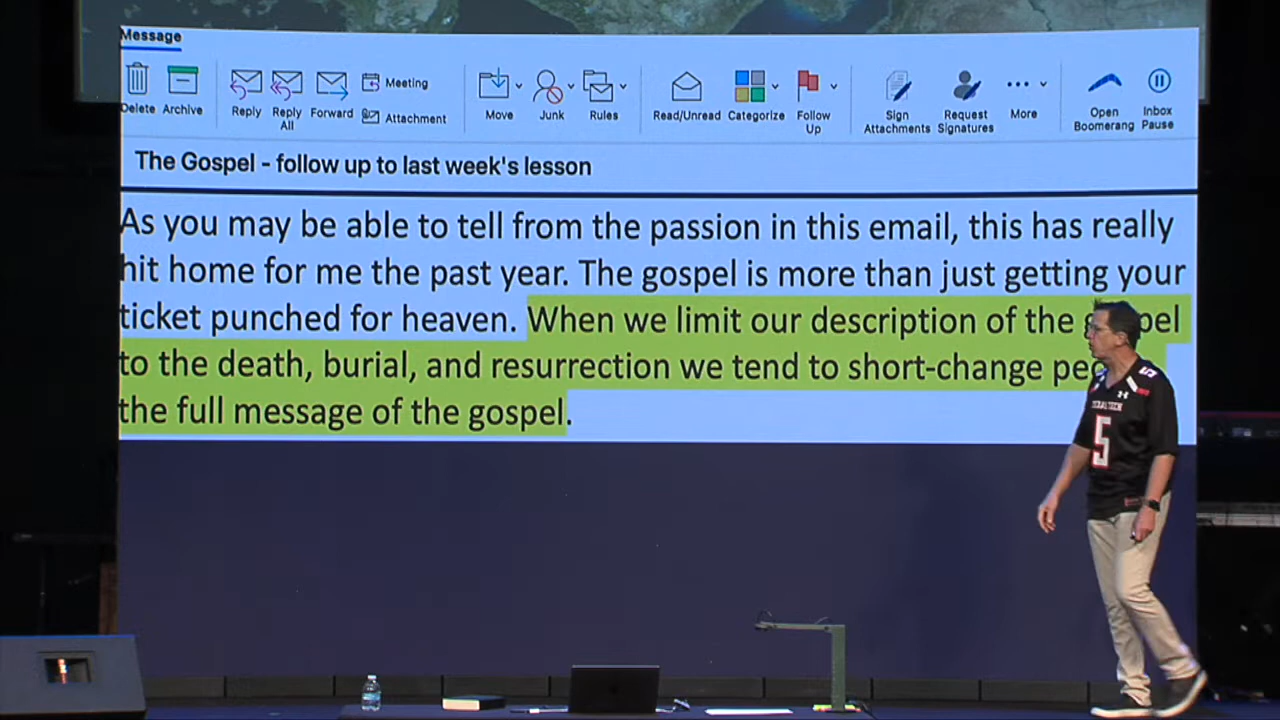 Message
Delete
Archive
Reply
Reply All
Forward
Meeting
Attachment
Move
Junk
Rules
Read/Unread
Categorize
Follow Up
Sign Attachments
Request Signatures
More
Open Boomerang
Inbox Pause
The Gospel - follow up to last week's lesson
As you may be able to tell from the passion in this email, this has really
hit home for me the past year. The gospel is more than just getting your
ticket punched for heaven. When we limit our description of the
to the death, burial, and resurrection we tend to short-change
the full message of the gospel.
TEXAS TECH
5